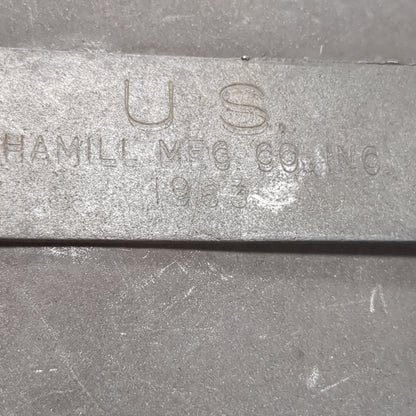 U.S.
HAMILL MFG. CO., INC
1953